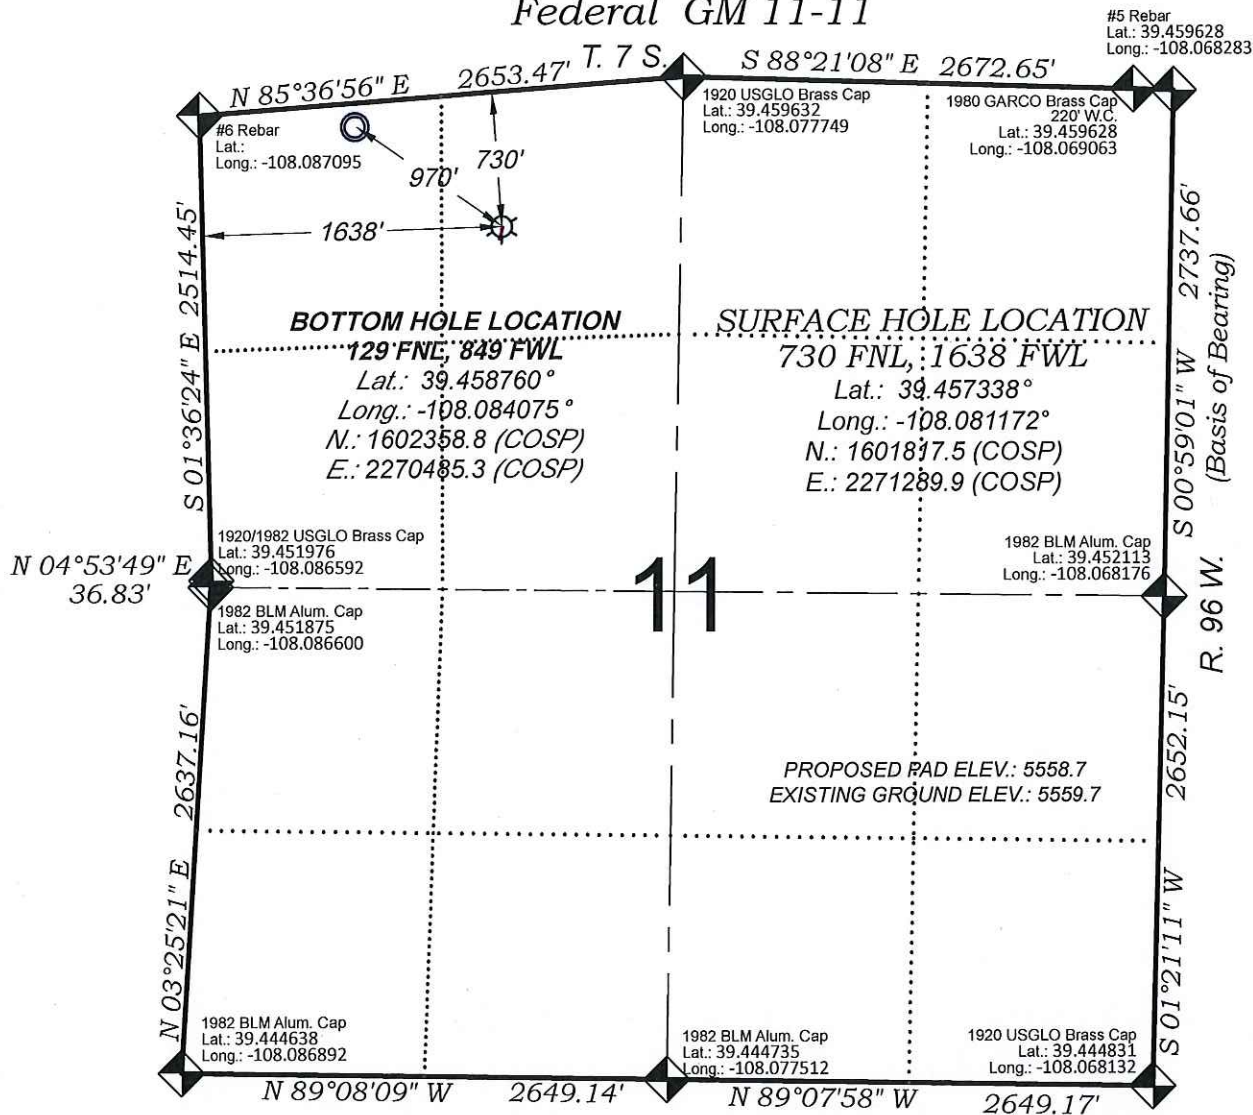 Federal GM 11-11
#5 Rebar
Lat.: 39.459628
Long.: -108.068283
T. 7 S.
N 85°36'56" E 2653.47'
S 88°21'08" E 2672.65'
#6 Rebar
Lat.:
Long.: -108.087095
1920 USGLO Brass Cap
Lat.: 39.459632
Long.: -108.077749
1980 GARCO Brass Cap
220' W.C.
Lat.: 39.459628
Long.: -108.069063
970'
730'
1638'
S 01°36'24" E 2514.45'
2737.66'
S 00°59'01" W
(Basis of Bearing)
BOTTOM HOLE LOCATION
129 FNL, 849 FWL
Lat.: 39.458760°
Long.: -108.084075°
N.: 1602358.8 (COSP)
E.: 2270485.3 (COSP)
SURFACE HOLE LOCATION
730 FNL, 1638 FWL
Lat.: 39.457338°
Long.: -108.081172°
N.: 1601817.5 (COSP)
E.: 2271289.9 (COSP)
1920/1982 USGLO Brass Cap
Lat.: 39.451976
Long.: -108.086592
N 04°53'49" E
36.83'
1982 BLM Alum. Cap
Lat.: 39.451875
Long.: -108.086600
11
1982 BLM Alum. Cap
Lat.: 39.452113
Long.: -108.068176
R. 96 W.
N 03°25'21" E 2637.16'
2652.15'
S 01°21'11" W
PROPOSED PAD ELEV.: 5558.7
EXISTING GROUND ELEV.: 5559.7
1982 BLM Alum. Cap
Lat.: 39.444638
Long.: -108.086892
1982 BLM Alum. Cap
Lat.: 39.444735
Long.: -108.077512
1920 USGLO Brass Cap
Lat.: 39.444831
Long.: -108.068132
N 89°08'09" W 2649.14'
N 89°07'58" W 2649.17'